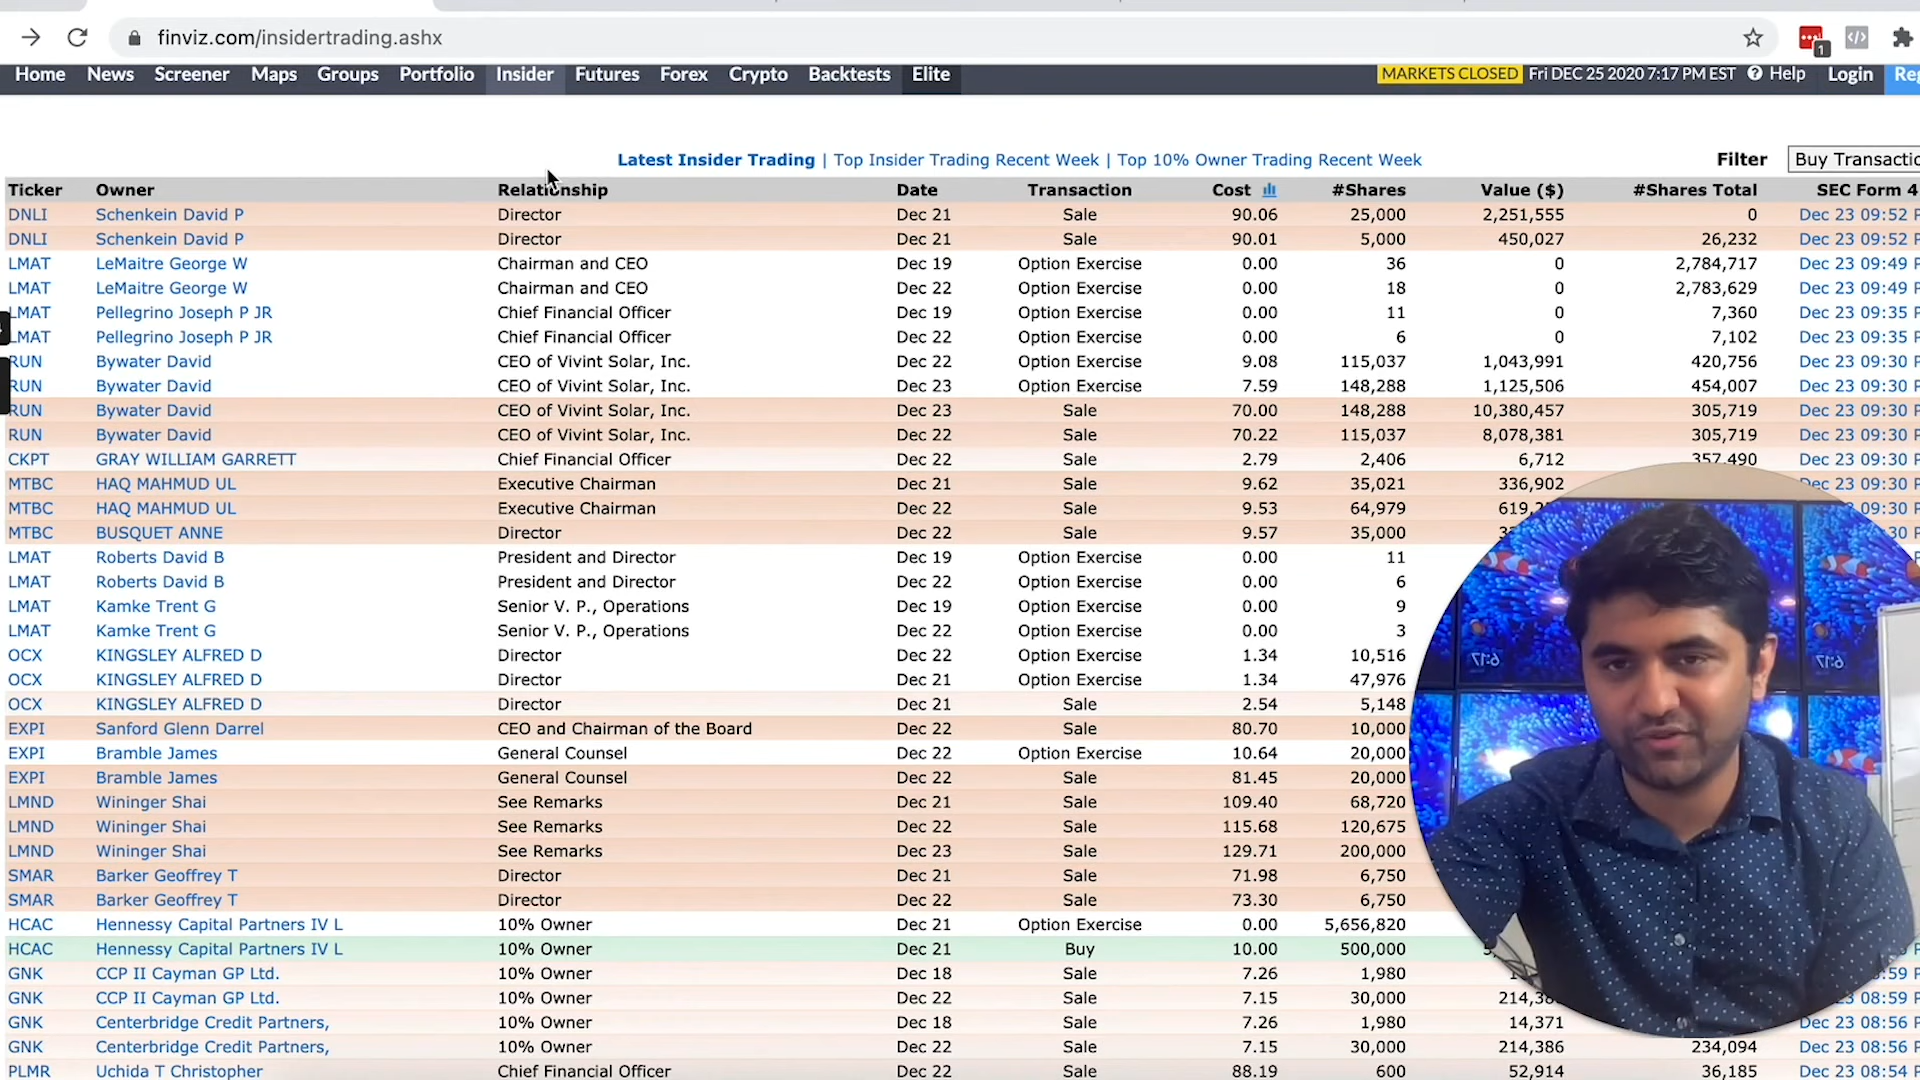 finviz.com/insidertrading.ashx
1
Home News Screener Maps Groups Portfolio Insider Futures Forex Crypto Backtests Elite MARKETS CLOSED Fri DEC 25 2020 7:17 PM EST Help Login
Latest Insider Trading | Top Insider Trading Recent Week | Top 10% Owner Trading Recent Week Filter Buy
Ticker Owner Relationship Date Transaction Cost #Shares Value ($) #Shares Total SEC Form 4
DNLI Schenkein David P Director Dec 21 Sale 90.06 25,000 2,251,555 0 Dec 23 09:52
DNLI Schenkein David P Director Dec 21 Sale 90.01 5,000 450,027 26,232 Dec 23 09:52
LMAT LeMaitre George W Chairman and CEO Dec 19 Option Exercise 0.00 36 0 2,784,717 Dec 23 09:49
LMAT LeMaitre George W Chairman and CEO Dec 22 Option Exercise 0.00 18 0 2,783,629 Dec 23 09:49
LMAT Pellegrino Joseph P JR Chief Financial Officer Dec 19 Option Exercise 0.00 11 0 7,360 Dec 23 09:35
LMAT Pellegrino Joseph P JR Chief Financial Officer Dec 22 Option Exercise 0.00 6 0 7,102 Dec 23 09:35
RUN Bywater David CEO of Vivint Solar, Inc. Dec 22 Option Exercise 9.08 115,037 1,043,991 420,756 Dec 23 09:30
RUN Bywater David CEO of Vivint Solar, Inc. Dec 23 Option Exercise 7.59 148,288 1,125,506 454,007 Dec 23 09:30
RUN Bywater David CEO of Vivint Solar, Inc. Dec 23 Sale 70.00 148,288 10,380,457 305,719 Dec 23 09:30
RUN Bywater David CEO of Vivint Solar, Inc. Dec 22 Sale 70.22 115,037 8,078,381 305,719 Dec 23 09:30
CKPT GRAY WILLIAM GARRETT Chief Financial Officer Dec 22 Sale 2.79 2,406 6,712 357,490 Dec 23 09:30
MTBC HAQ MAHMUD UL Executive Chairman Dec 21 Sale 9.62 35,021 336,902 23 09:30
MTBC HAQ MAHMUD UL Executive Chairman Dec 22 Sale 9.53 64,979 09:30
MTBC BUSQUET ANNE Director Dec 22 Sale 9.57 35,000
LMAT Roberts David B President and Director Dec 19 Option Exercise 0.00 11
LMAT Roberts David B President and Director Dec 22 Option Exercise 0.00 6
LMAT Kamke Trent G Senior V. P., Operations Dec 19 Option Exercise 0.00 9
LMAT Kamke Trent G Senior V. P., Operations Dec 22 Option Exercise 0.00 3
OCX KINGSLEY ALFRED D Director Dec 22 Option Exercise 1.34 10,516
OCX KINGSLEY ALFRED D Director Dec 21 Option Exercise 1.34 47,976
OCX KINGSLEY ALFRED D Director Dec 21 Sale 2.54 5,148
EXPI Sanford Glenn Darrel CEO and Chairman of the Board Dec 22 Sale 80.70 10,000
EXPI Bramble James General Counsel Dec 22 Option Exercise 10.64 20,000
EXPI Bramble James General Counsel Dec 22 Sale 81.45 20,000
LMND Wininger Shai See Remarks Dec 21 Sale 109.40 68,720
LMND Wininger Shai See Remarks Dec 22 Sale 115.68 120,675
LMND Wininger Shai See Remarks Dec 23 Sale 129.71 200,000
SMAR Barker Geoffrey T Director Dec 21 Sale 71.98 6,750
SMAR Barker Geoffrey T Director Dec 22 Sale 73.30 6,750
HCAC Hennessy Capital Partners IV L 10% Owner Dec 21 Option Exercise 0.00 5,656,820
HCAC Hennessy Capital Partners IV L 10% Owner Dec 21 Buy 10.00 500,000
GNK CCP II Cayman GP Ltd. 10% Owner Dec 18 Sale 7.26 1,980
GNK CCP II Cayman GP Ltd. 10% Owner Dec 22 Sale 7.15 30,000 23 08:59
GNK Centerbridge Credit Partners, 10% Owner Dec 18 Sale 7.26 1,980 14,371 Dec 23 08:56
GNK Centerbridge Credit Partners, 10% Owner Dec 22 Sale 7.15 30,000 214,386 234,094 Dec 23 08:56
PLMR Uchida T Christopher Chief Financial Officer Dec 22 Sale 88.19 600 52,914 36,185 Dec 23 08:54